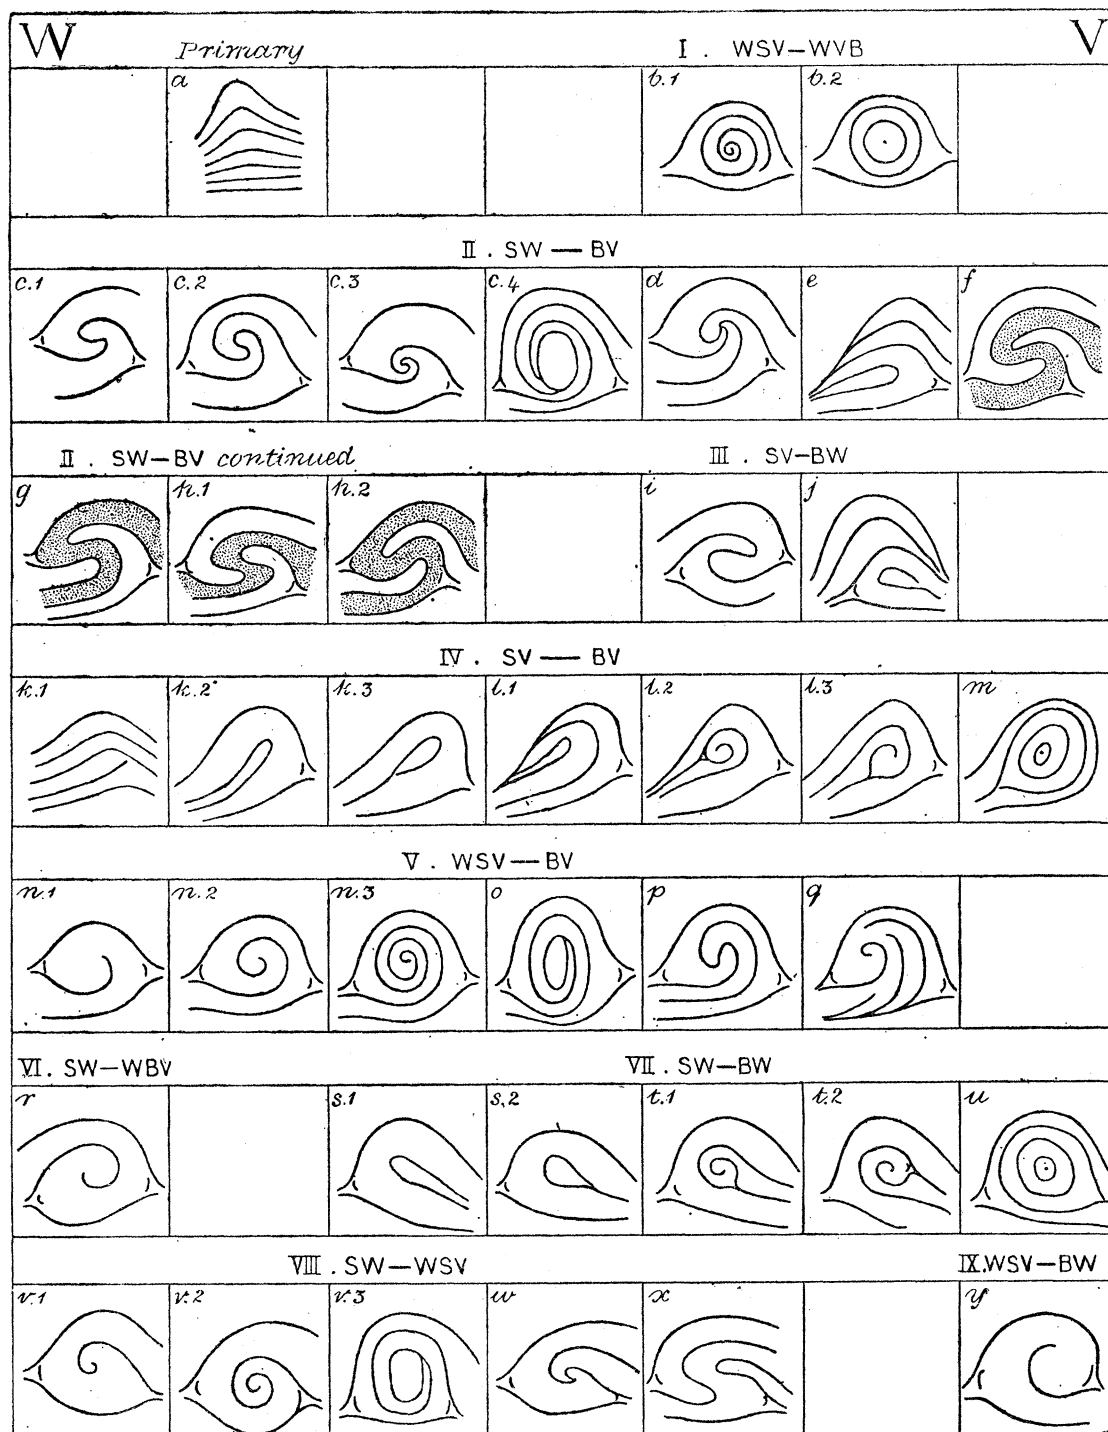 W Primary I . WSV—WVB V
a b.1 b.2
II . SW — BV
c.1 c.2 c.3 c.4 d e f
II . SW—BV continued III . SV—BW
g h.1 h.2 i j
IV . SV — BV
k.1 k.2 k.3 l.1 l.2 l.3 m
V . WSV—BV
n.1 n.2 n.3 o p q
VI. SW—WBV VII . SW—BW
r s.1 s.2 t.1 t.2 u
VIII . SW—WSV IX.WSV—BW
v.1 v.2 v.3 w x y